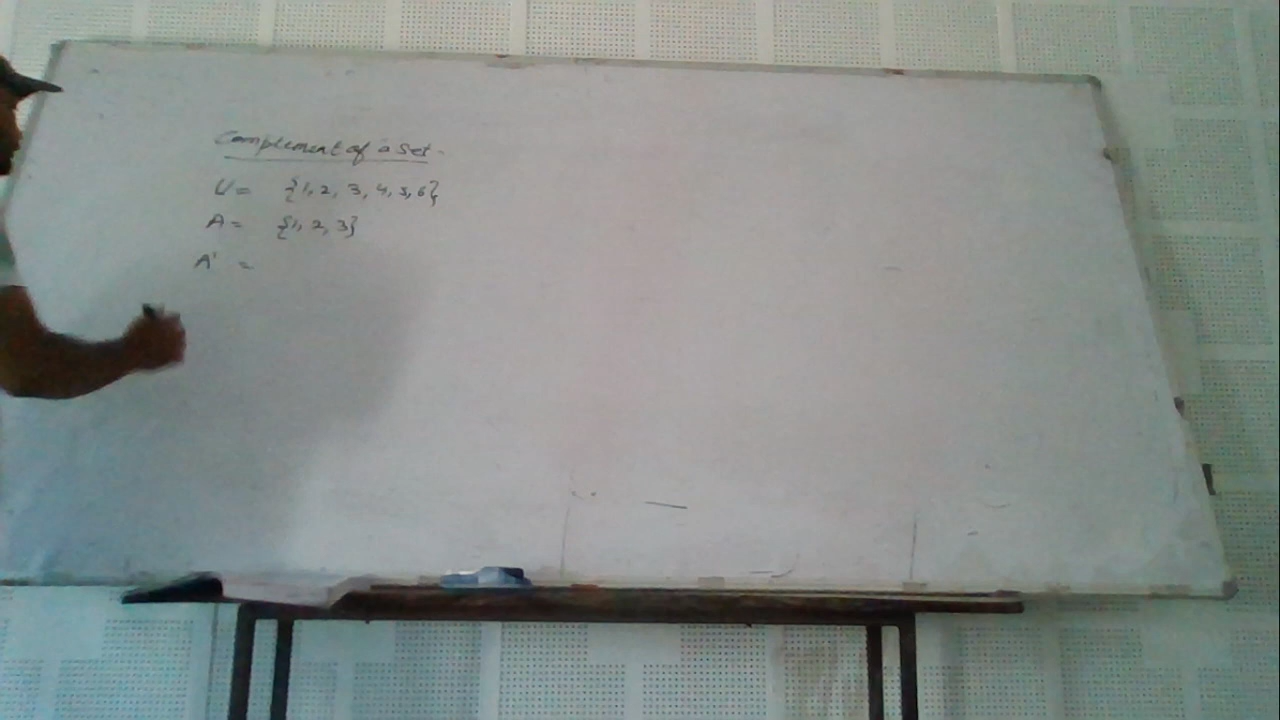 Complement of a Set -
U = {1, 2, 3, 4, 5, 6}
A = {1, 2, 3}
A' =